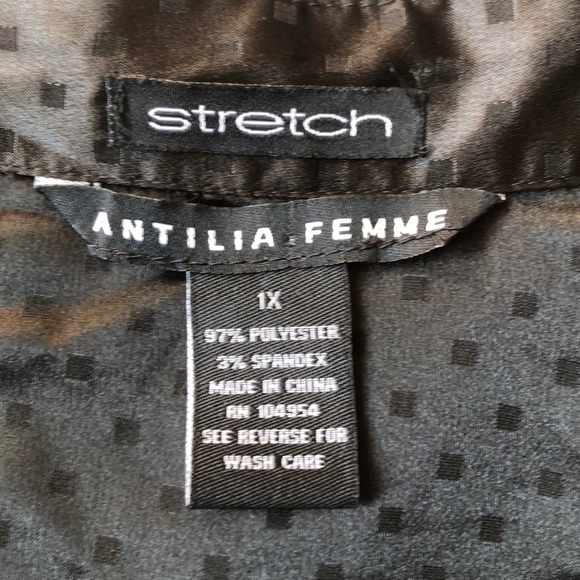 stretch
ANTILIA FEMME
1X
97% POLYESTER
3% SPANDEX
MADE IN CHINA
RN 104954
SEE REVERSE FOR
WASH CARE